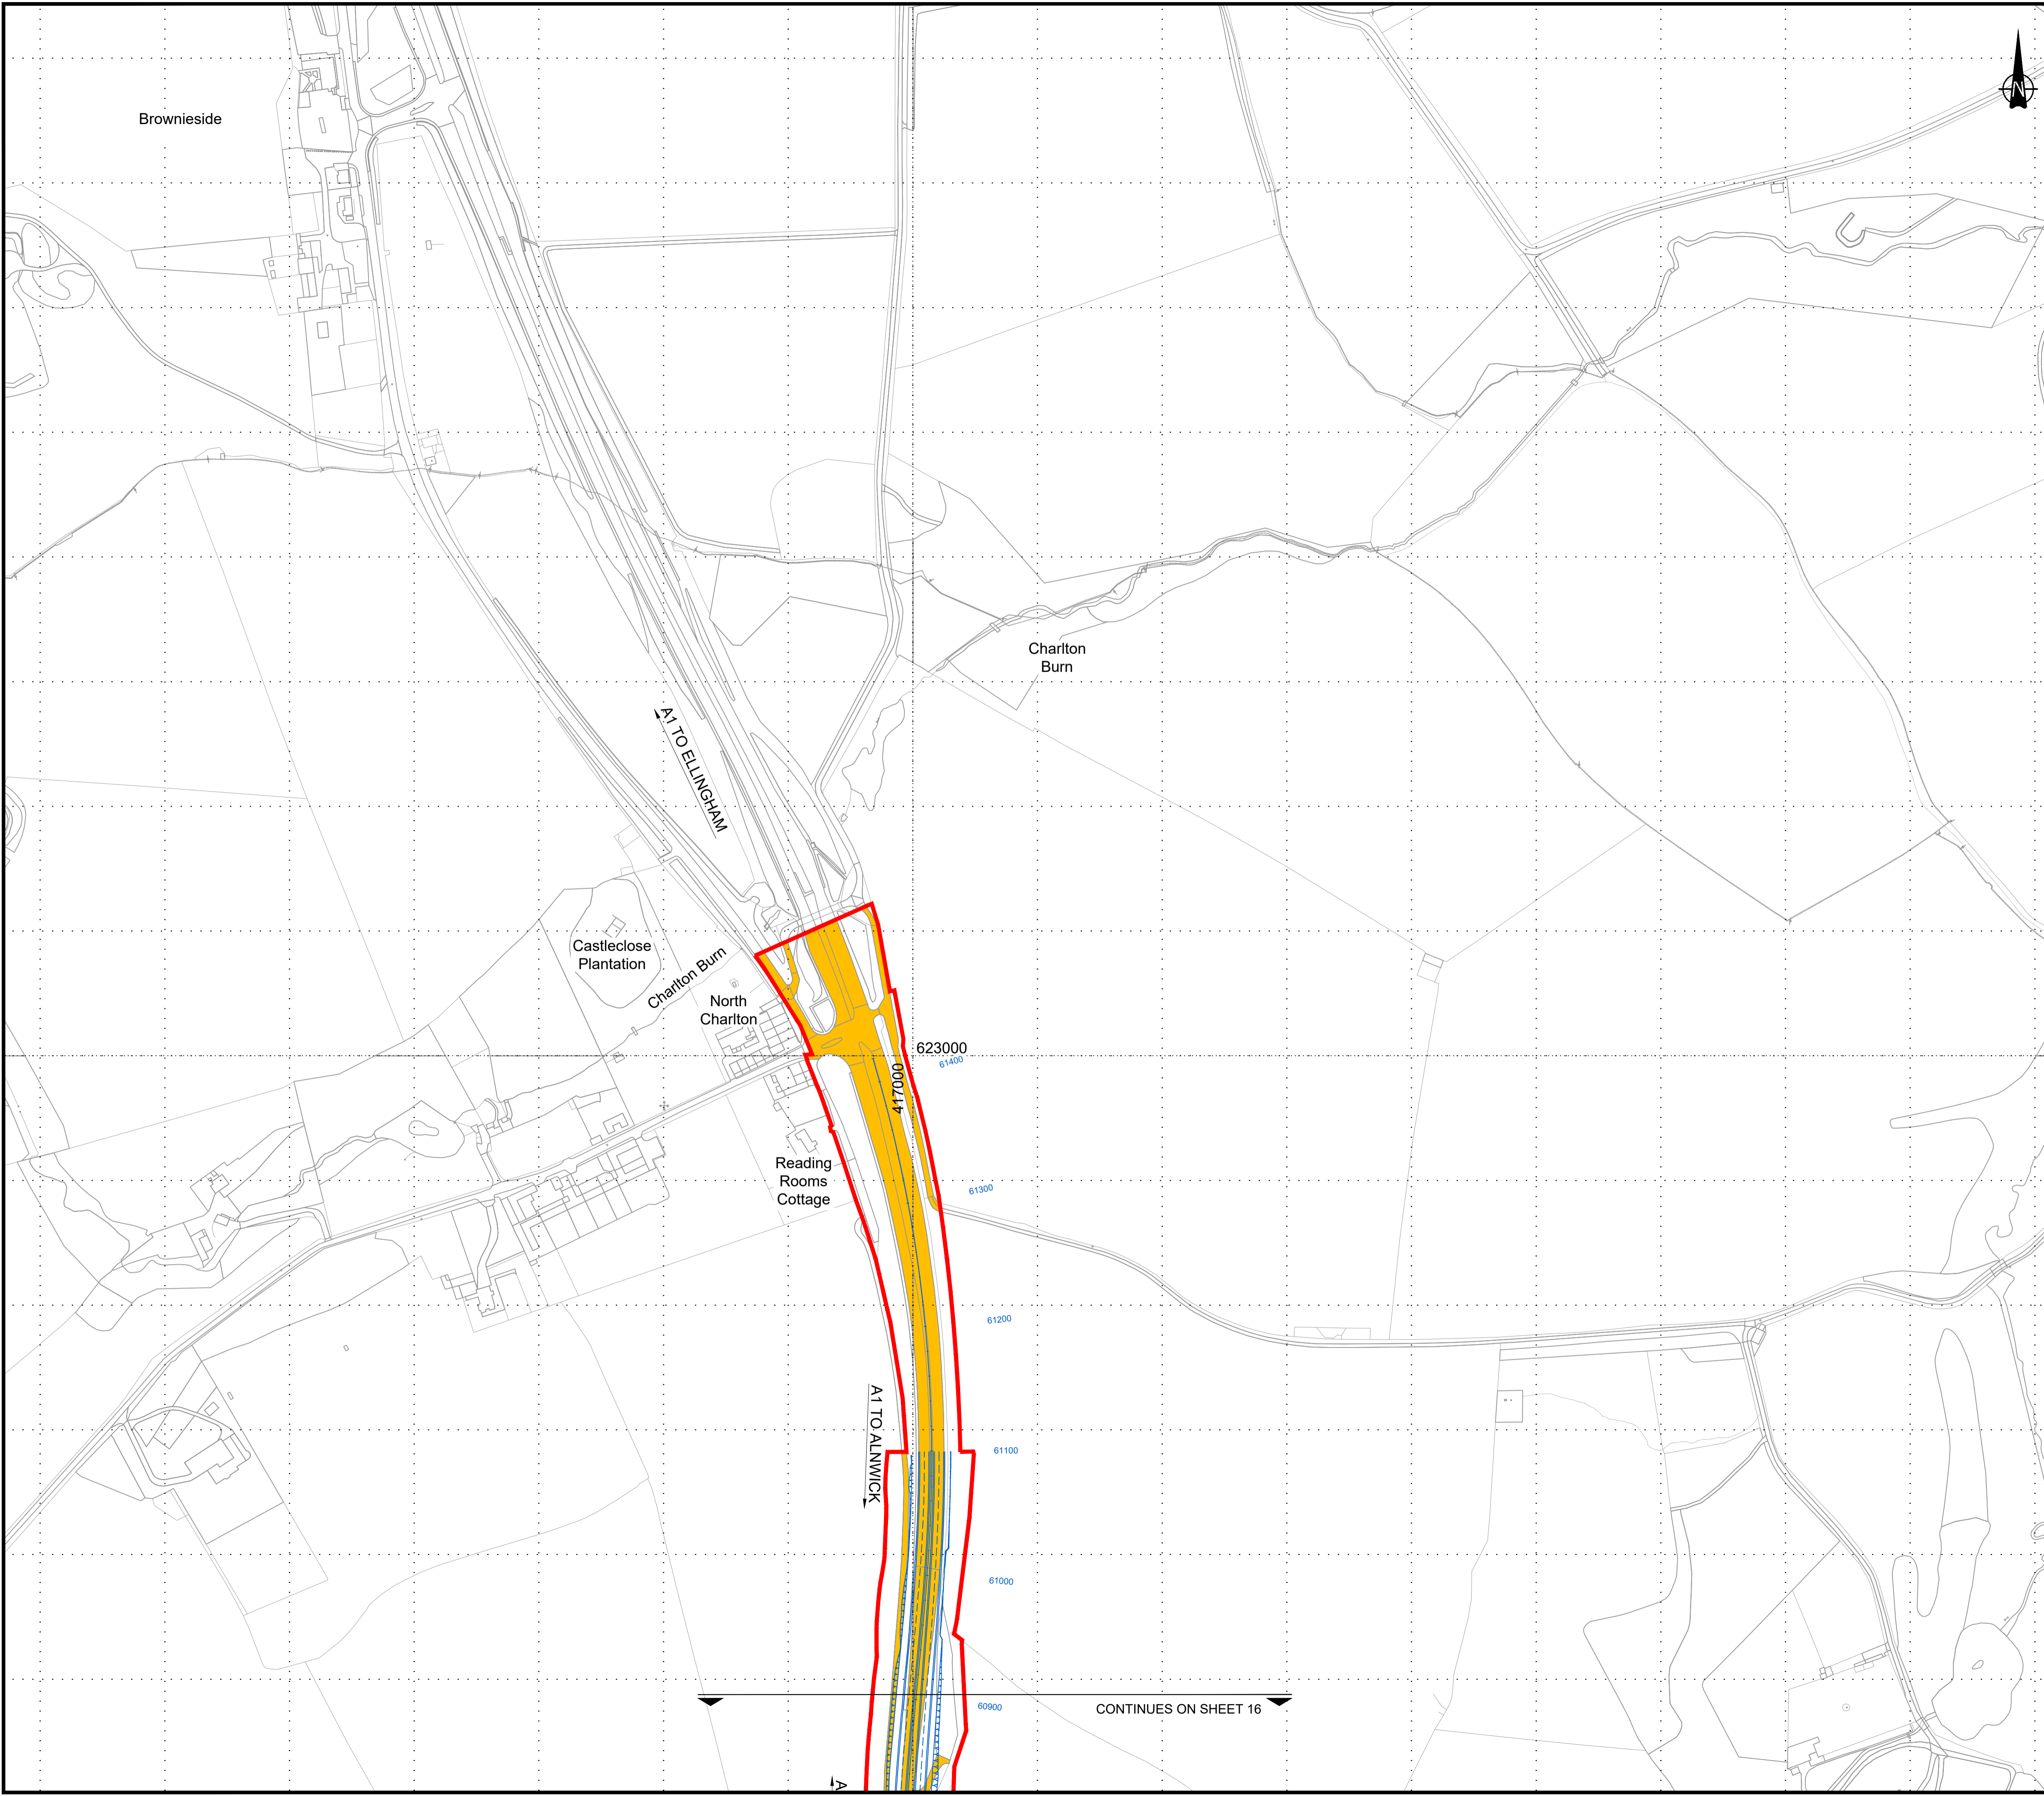 Brownieside
N
Charlton
Burn
A1 TO ELLINGHAM
Castleclose
Plantation
Charlton Burn
North
Charlton
623000
61400
417000
Reading
Rooms
Cottage
61300
61200
A1 TO ALNWICK
61100
61000
60900
CONTINUES ON SHEET 16
A